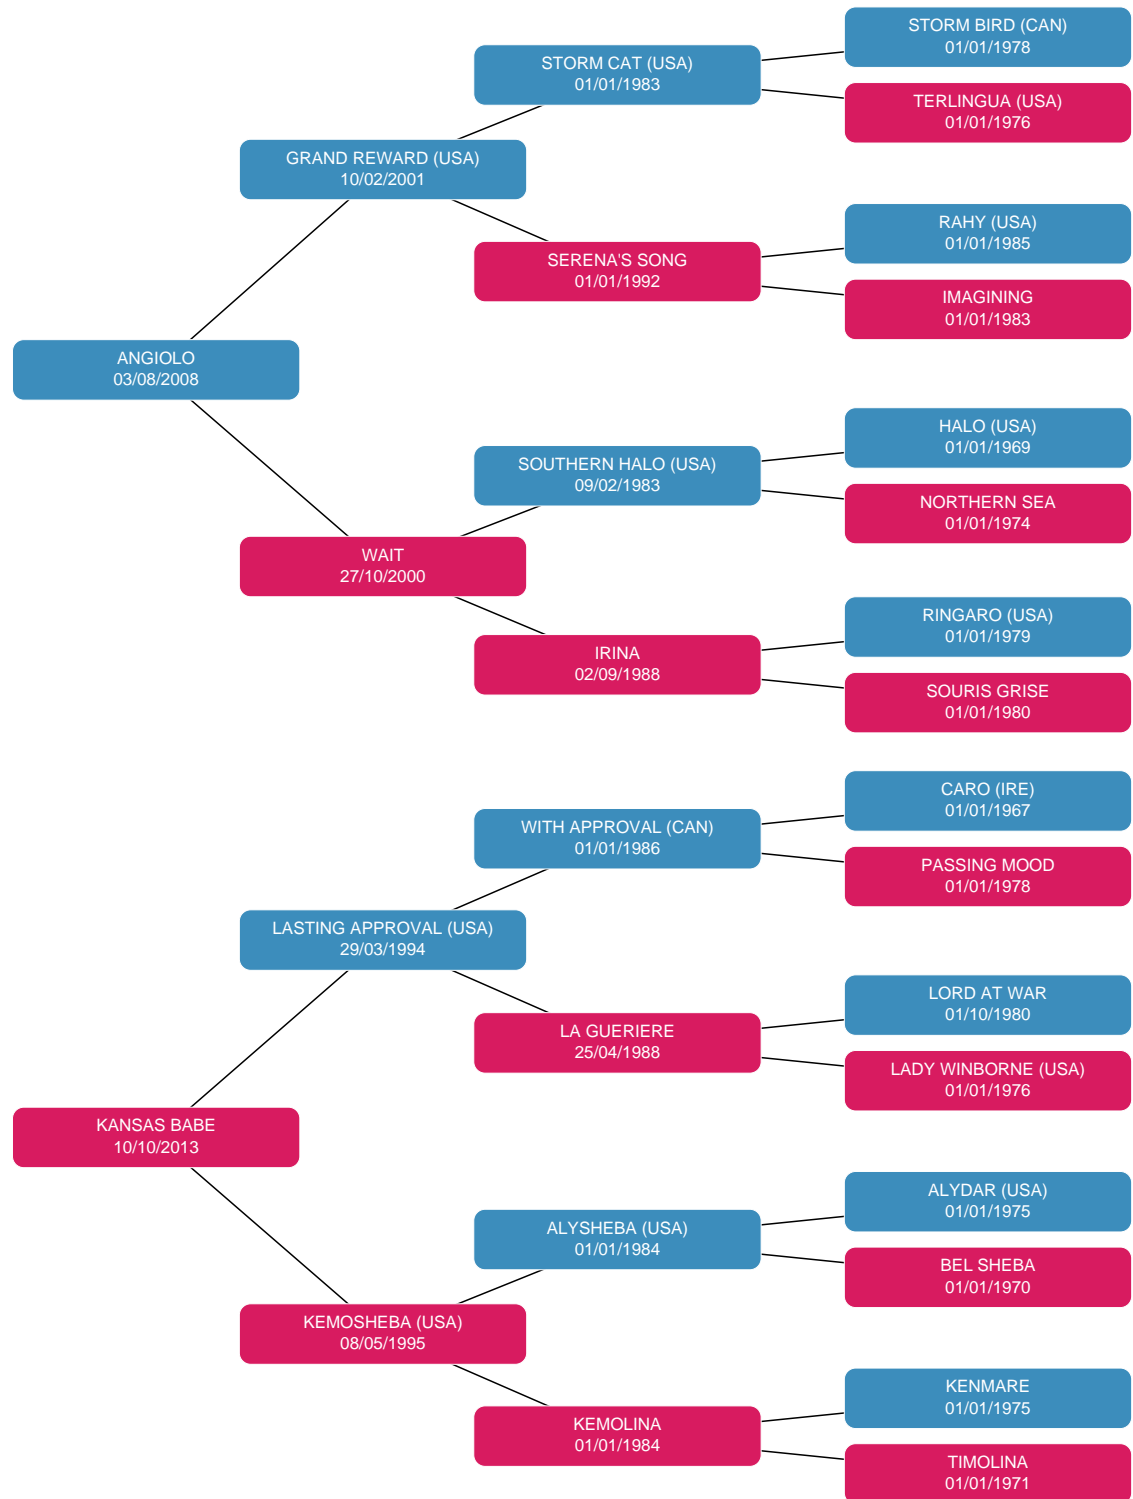 STORM BIRD (CAN)
01/01/1978
STORM CAT (USA)
01/01/1983
TERLINGUA (USA)
01/01/1976
GRAND REWARD (USA)
10/02/2001
RAHY (USA)
01/01/1985
SERENA'S SONG
01/01/1992
IMAGINING
01/01/1983
ANGIOLO
03/08/2008
HALO (USA)
01/01/1969
SOUTHERN HALO (USA)
09/02/1983
NORTHERN SEA
01/01/1974
WAIT
27/10/2000
RINGARO (USA)
01/01/1979
IRINA
02/09/1988
SOURIS GRISE
01/01/1980
CARO (IRE)
01/01/1967
WITH APPROVAL (CAN)
01/01/1986
PASSING MOOD
01/01/1978
LASTING APPROVAL (USA)
29/03/1994
LORD AT WAR
01/10/1980
LA GUERIERE
25/04/1988
LADY WINBORNE (USA)
01/01/1976
KANSAS BABE
10/10/2013
ALYDAR (USA)
01/01/1975
ALYSHEBA (USA)
01/01/1984
BEL SHEBA
01/01/1970
KEMOSHEBA (USA)
08/05/1995
KENMARE
01/01/1975
KEMOLINA
01/01/1984
TIMOLINA
01/01/1971